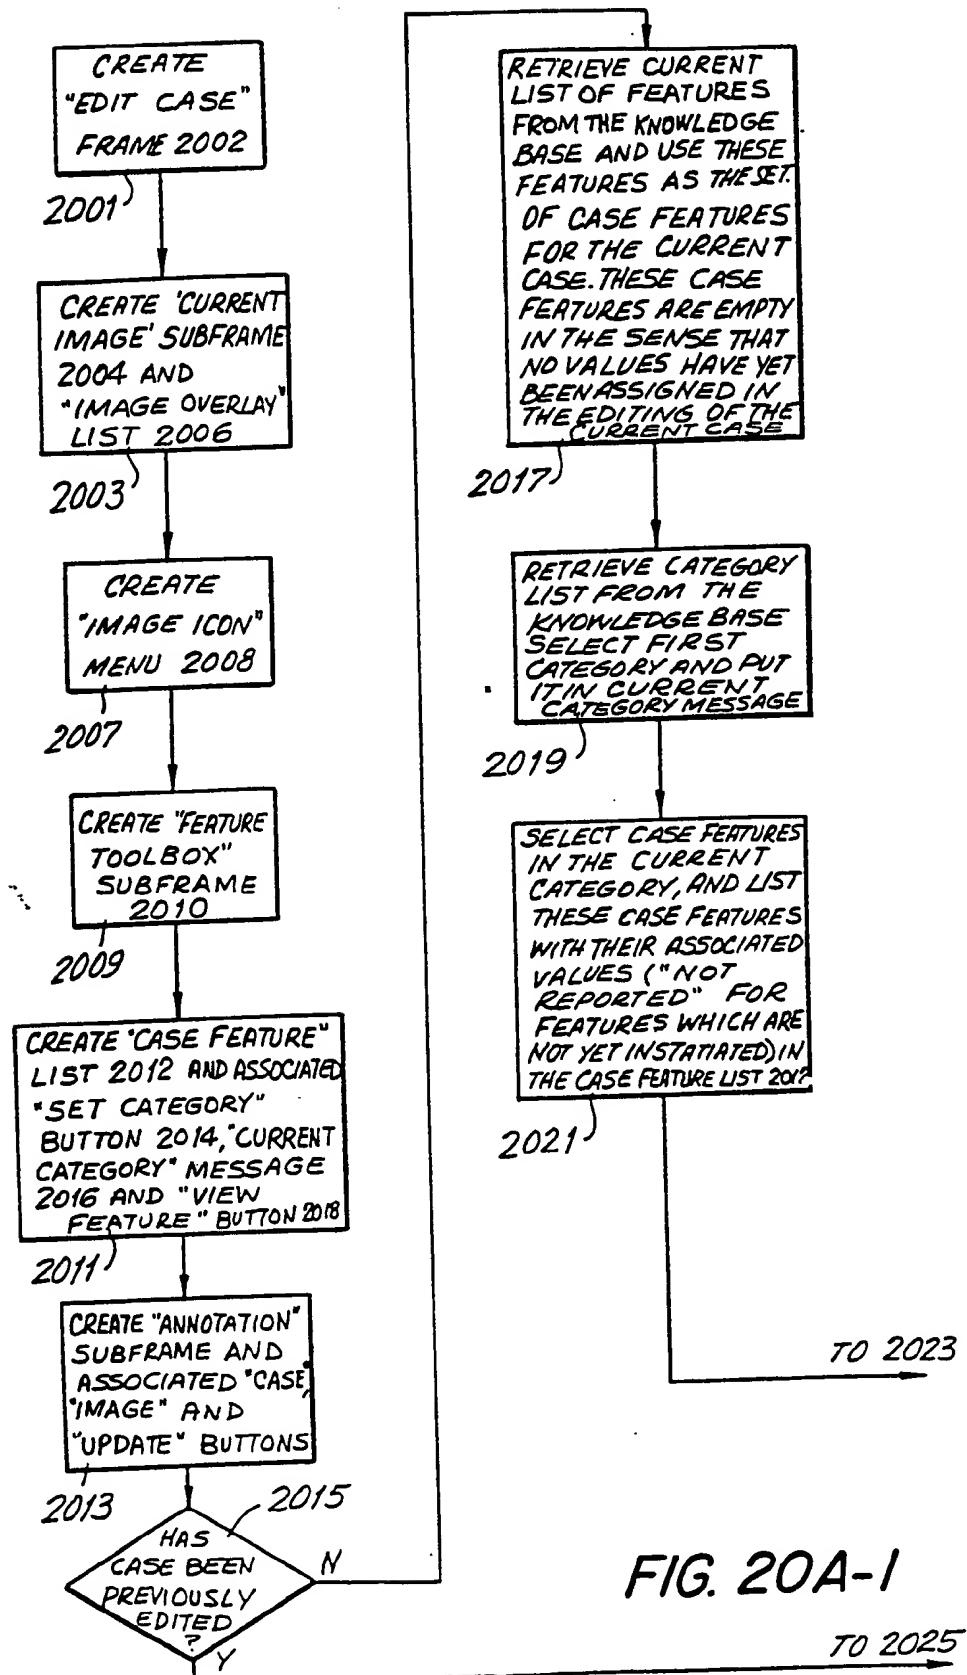 CREATE
"EDIT CASE"
FRAME 2002
2001
CREATE 'CURRENT
IMAGE' SUBFRAME
2004 AND
"IMAGE OVERLAY"
LIST 2006
2003
CREATE
"IMAGE ICON"
MENU 2008
2007
CREATE "FEATURE
TOOLBOX"
SUBFRAME
2010
2009
CREATE "CASE FEATURE"
LIST 2012 AND ASSOCIATED
"SET CATEGORY"
BUTTON 2014, "CURRENT
CATEGORY" MESSAGE
2016 AND "VIEW
FEATURE" BUTTON 2018
2011
CREATE "ANNOTATION"
SUBFRAME AND
ASSOCIATED "CASE,"
"IMAGE" AND
"UPDATE" BUTTONS
2013
2015
HAS
CASE BEEN
PREVIOUSLY
EDITED
?
N
Y
RETRIEVE CURRENT
LIST OF FEATURES
FROM THE KNOWLEDGE
BASE AND USE THESE
FEATURES AS THE SET.
OF CASE FEATURES
FOR THE CURRENT
CASE. THESE CASE
FEATURES ARE EMPTY
IN THE SENSE THAT
NO VALUES HAVE YET
BEEN ASSIGNED IN
THE EDITING OF THE
CURRENT CASE
2017
RETRIEVE CATEGORY
LIST FROM THE
KNOWLEDGE BASE
SELECT FIRST
CATEGORY AND PUT
IT IN CURRENT
CATEGORY MESSAGE
2019
SELECT CASE FEATURES
IN THE CURRENT
CATEGORY, AND LIST
THESE CASE FEATURES
WITH THEIR ASSOCIATED
VALUES ("NOT
REPORTED" FOR
FEATURES WHICH ARE
NOT YET INSTATIATED) IN
THE CASE FEATURE LIST 2012
2021
TO 2023
FIG. 20A-1
TO 2025